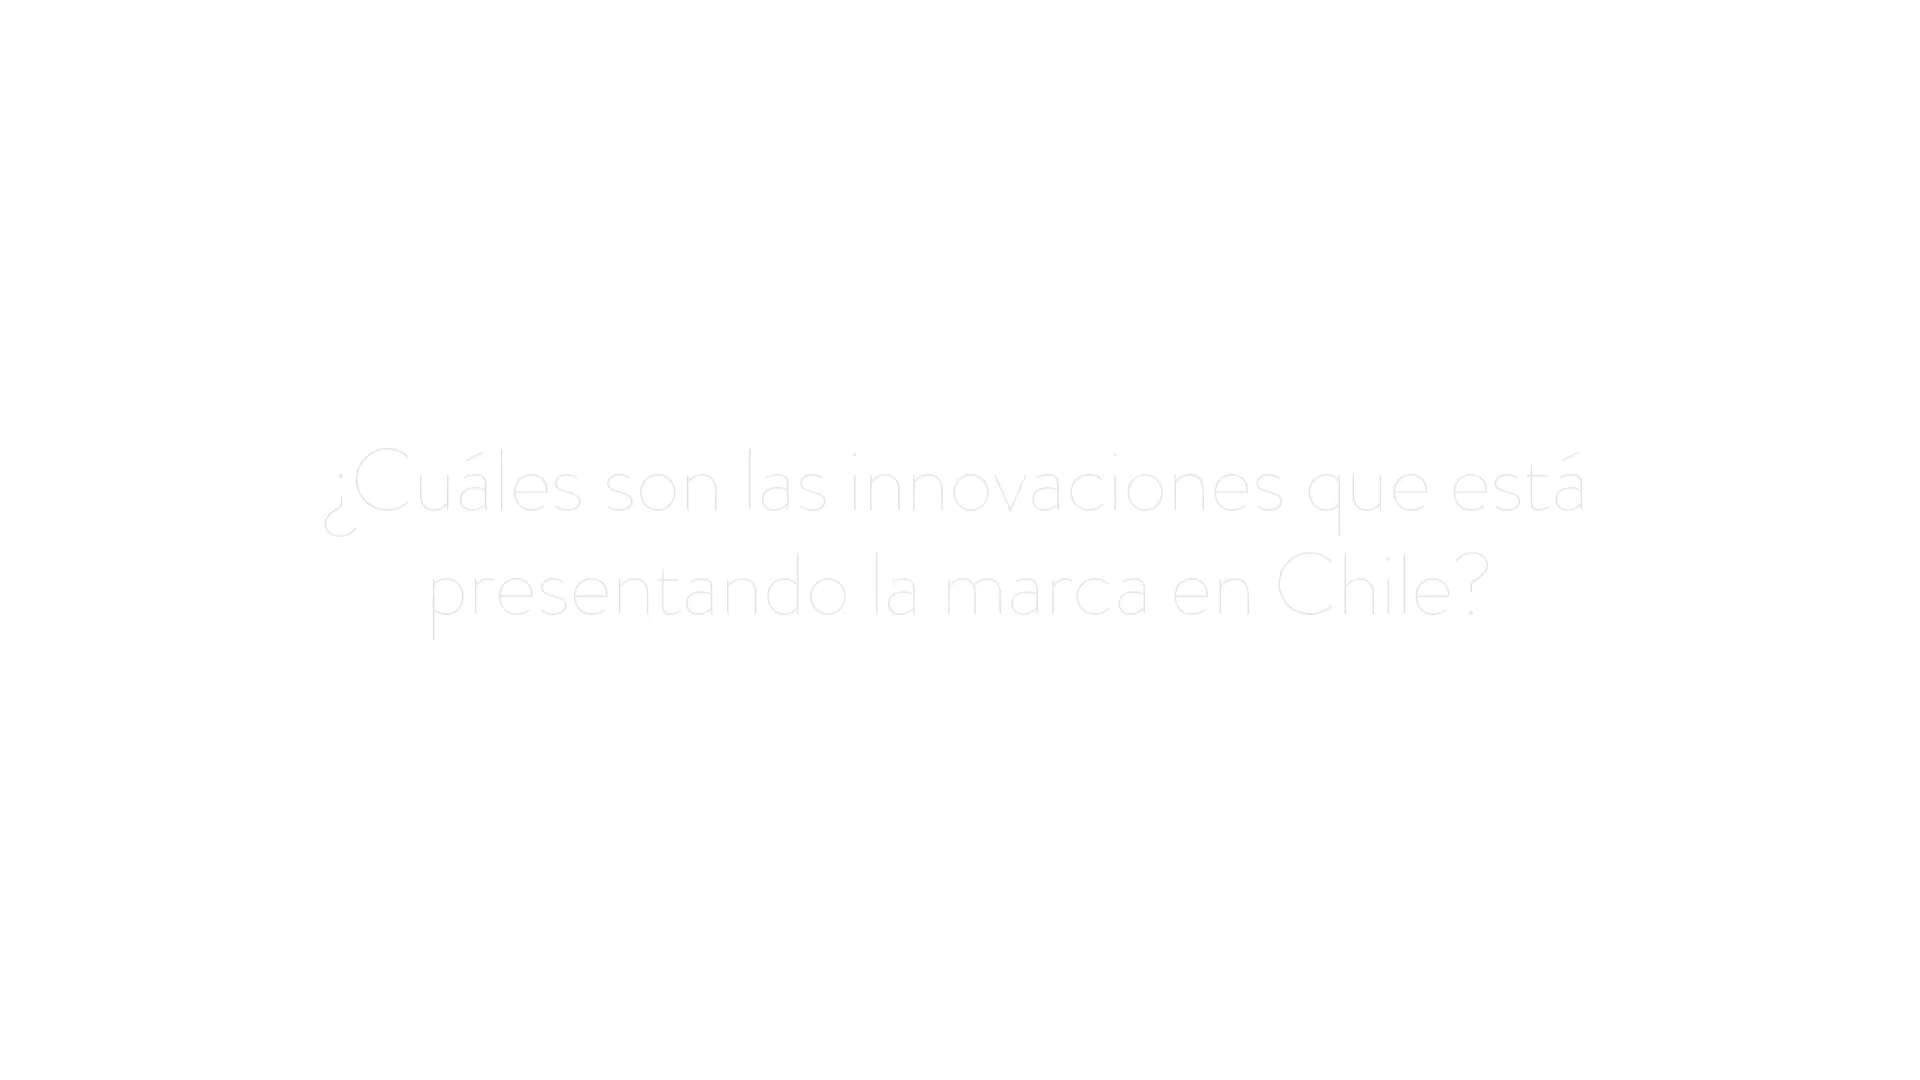 ¿Cuáles son las innovaciones que está
presentando la marca en Chile?